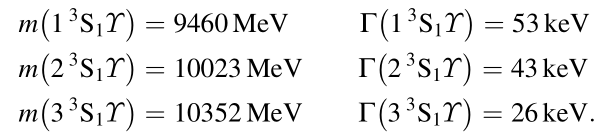 m(1 ³S₁ϒ) = 9460 MeV Γ(1 ³S₁ϒ) = 53 keV
m(2 ³S₁ϒ) = 10023 MeV Γ(2 ³S₁ϒ) = 43 keV
m(3 ³S₁ϒ) = 10352 MeV Γ(3 ³S₁ϒ) = 26 keV.